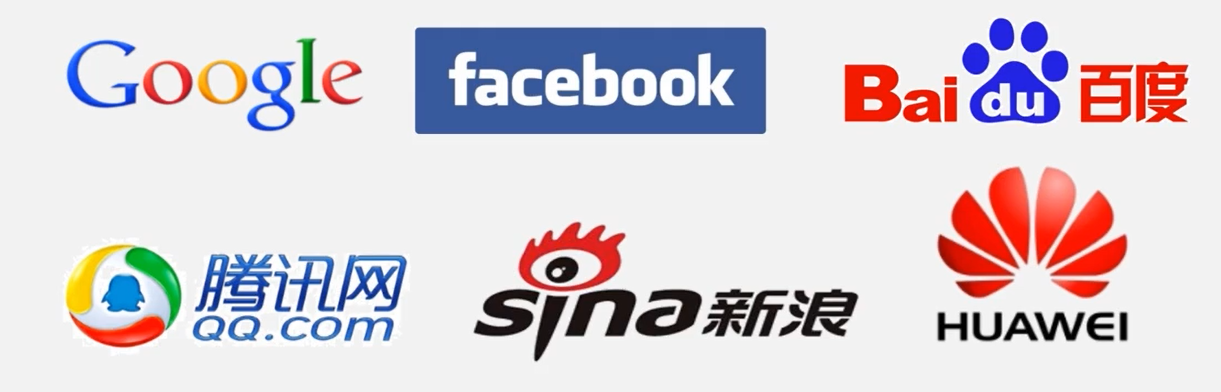 Google
facebook
Bai du 百度
腾讯网
QQ.com
sina 新浪
HUAWEI